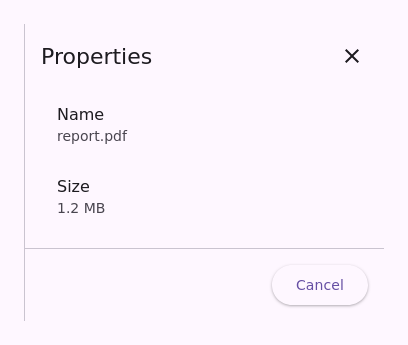 Properties
Name
report.pdf
Size
1.2 MB
Cancel